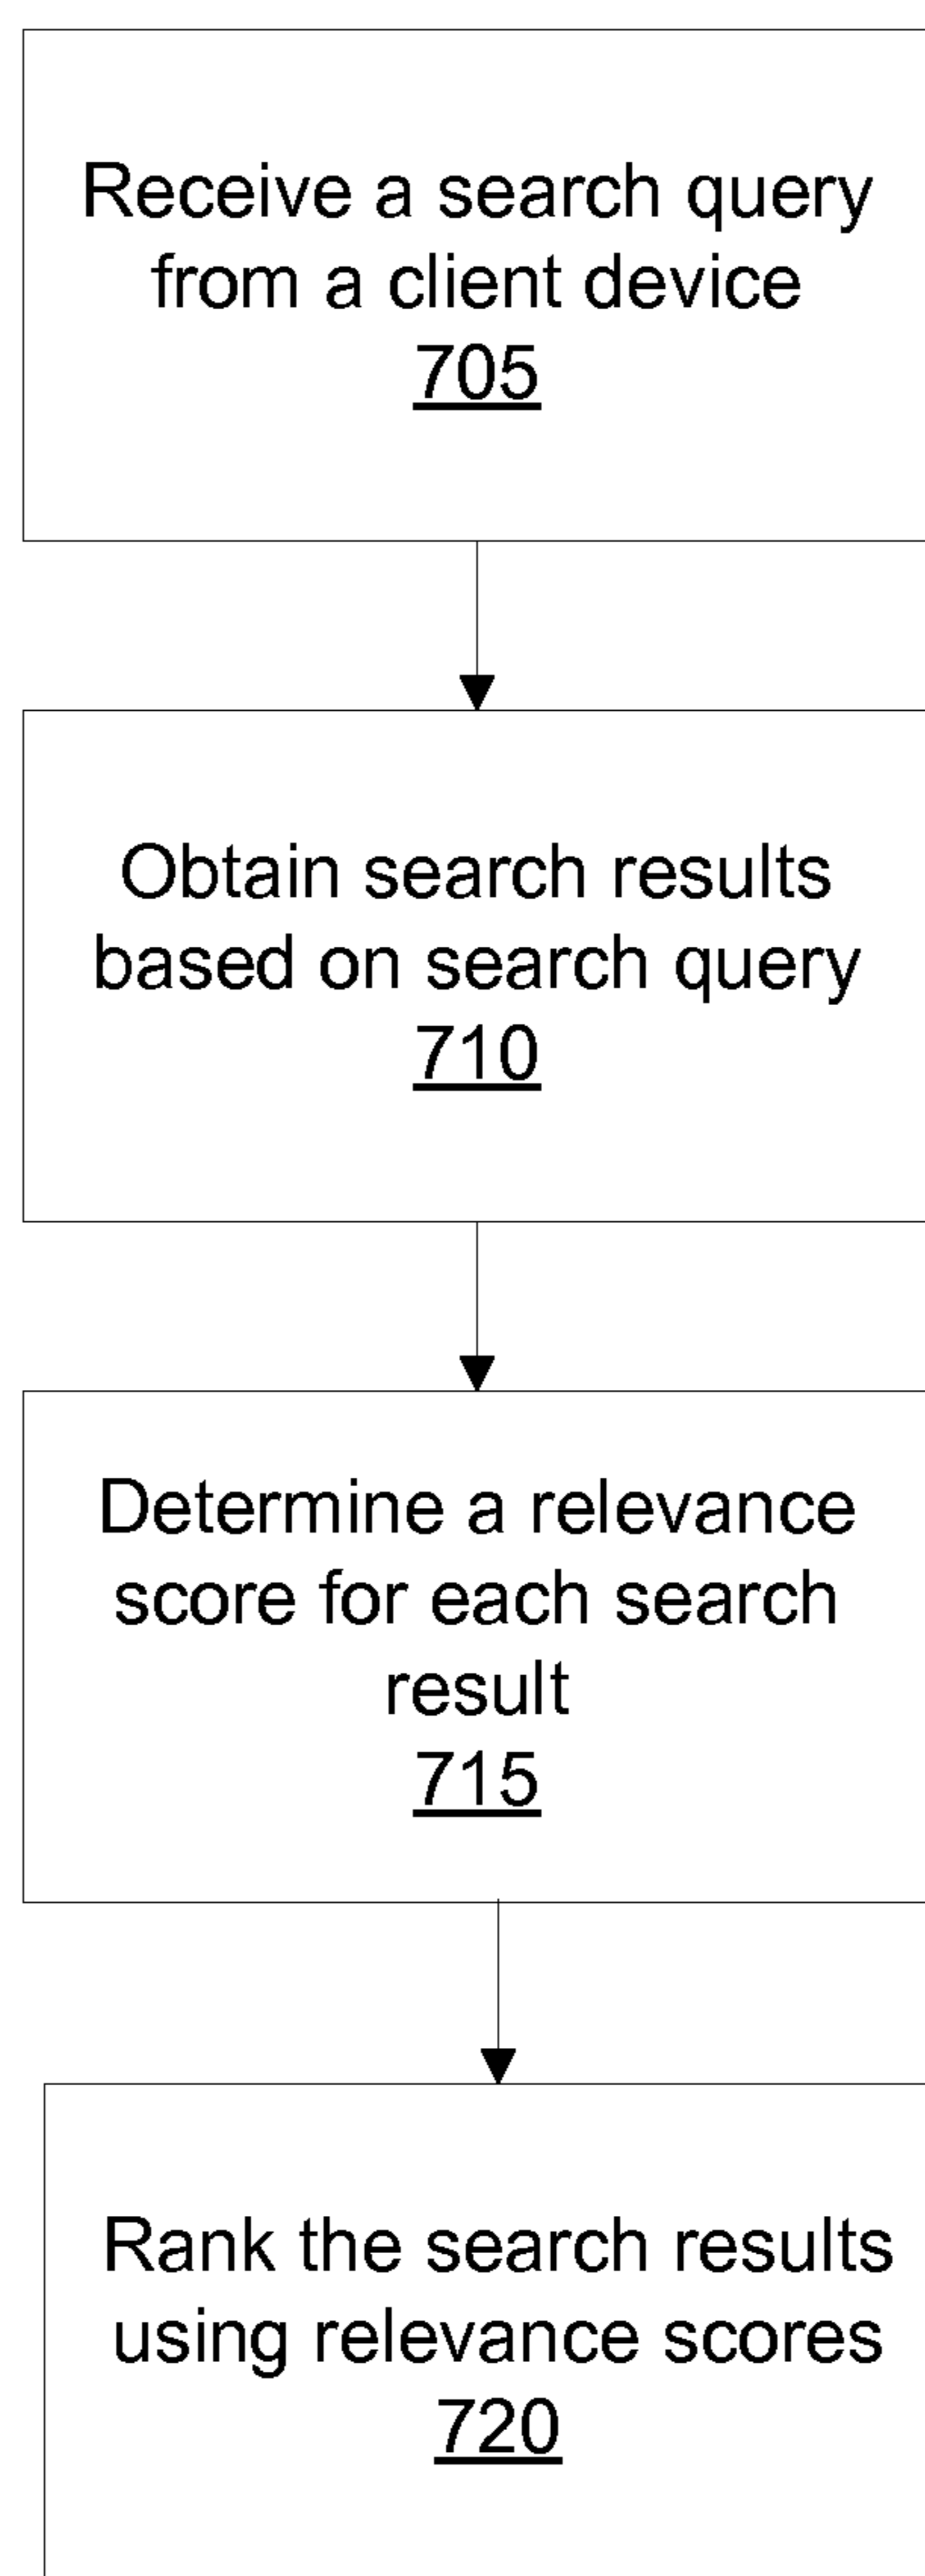 Receive a search query
from a client device
705
Obtain search results
based on search query
710
Determine a relevance
score for each search
result
715
Rank the search results
using relevance scores
720